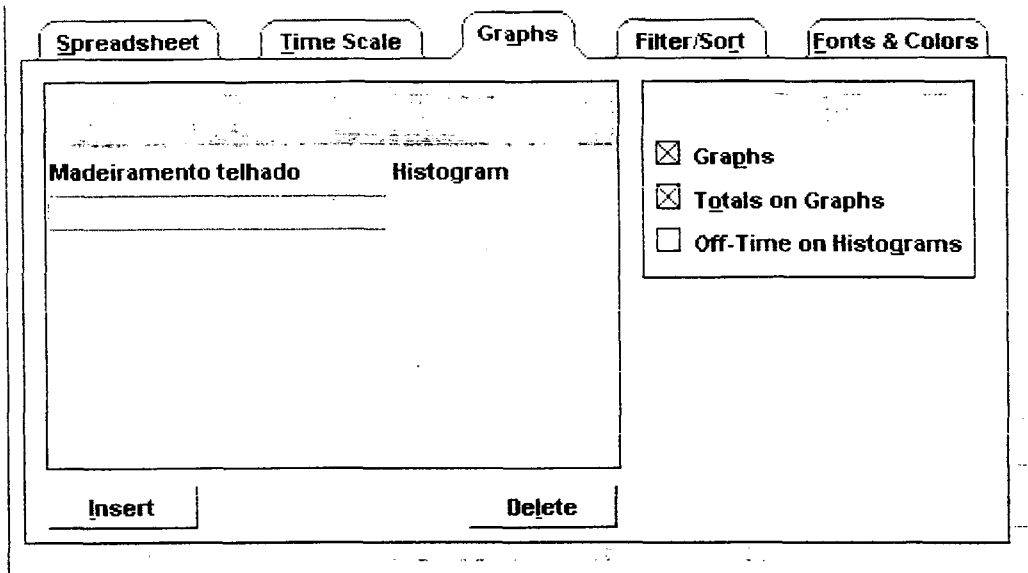 Spreadsheet Time Scale Graphs Filter/Sort Fonts & Colors
Madeiramento telhado Histogram
Graphs
Totals on Graphs
Off-Time on Histograms
Insert Delete